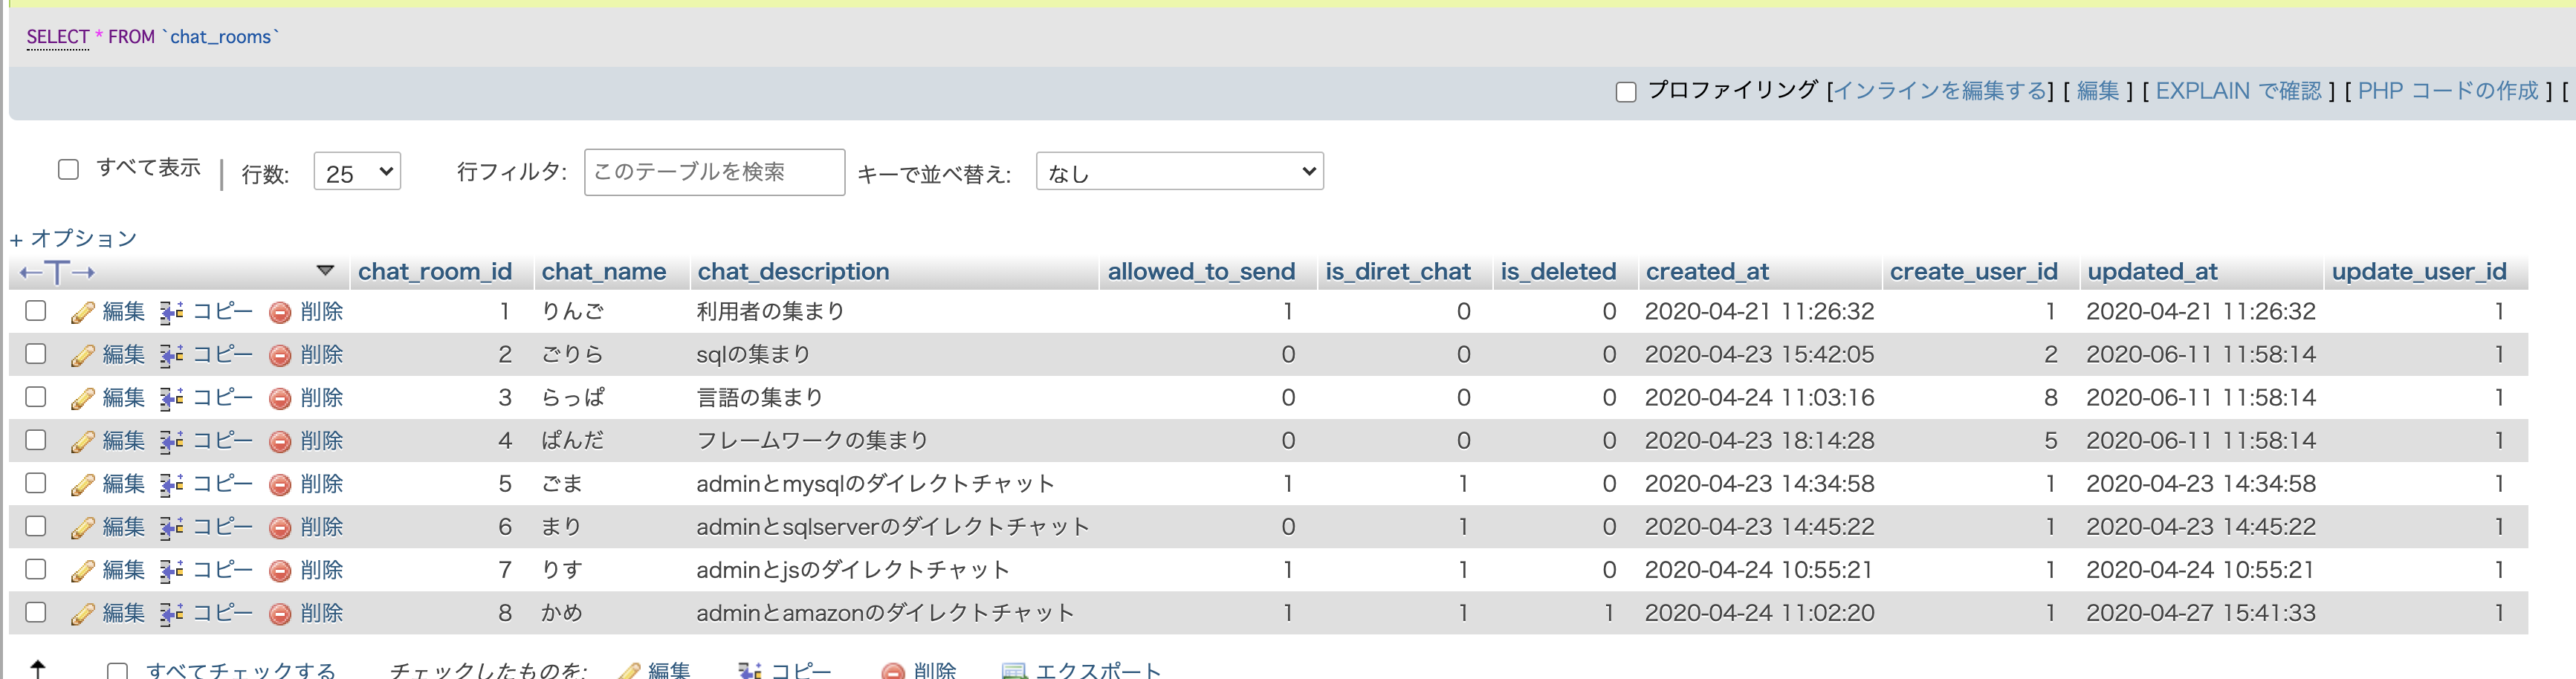 SELECT * FROM `chat_rooms`
プロファイリング [インラインを編集する] [ 編集 ] [ EXPLAIN で確認 ] [ PHP コードの作成 ] [
すべて表示 | 行数: 25 行フィルタ: このテーブルを検索 キーで並べ替え: なし
+ オプション
←T→ chat_room_id chat_name chat_description allowed_to_send is_diret_chat is_deleted created_at create_user_id updated_at update_user_id
編集 コピー 削除 1 りんご 利用者の集まり 1 0 0 2020-04-21 11:26:32 1 2020-04-21 11:26:32 1
編集 コピー 削除 2 ごりら sqlの集まり 0 0 0 2020-04-23 15:42:05 2 2020-06-11 11:58:14 1
編集 コピー 削除 3 らっぱ 言語の集まり 0 0 0 2020-04-24 11:03:16 8 2020-06-11 11:58:14 1
編集 コピー 削除 4 ぱんだ フレームワークの集まり 0 0 0 2020-04-23 18:14:28 5 2020-06-11 11:58:14 1
編集 コピー 削除 5 ごま adminとmysqlのダイレクトチャット 1 1 0 2020-04-23 14:34:58 1 2020-04-23 14:34:58 1
編集 コピー 削除 6 まり adminとsqlserverのダイレクトチャット 0 1 0 2020-04-23 14:45:22 1 2020-04-23 14:45:22 1
編集 コピー 削除 7 りす adminとjsのダイレクトチャット 1 1 0 2020-04-24 10:55:21 1 2020-04-24 10:55:21 1
編集 コピー 削除 8 かめ adminとamazonのダイレクトチャット 1 1 1 2020-04-24 11:02:20 1 2020-04-27 15:41:33 1
すべてチェックする チェックしたものを: 編集 コピー 削除 エクスポート